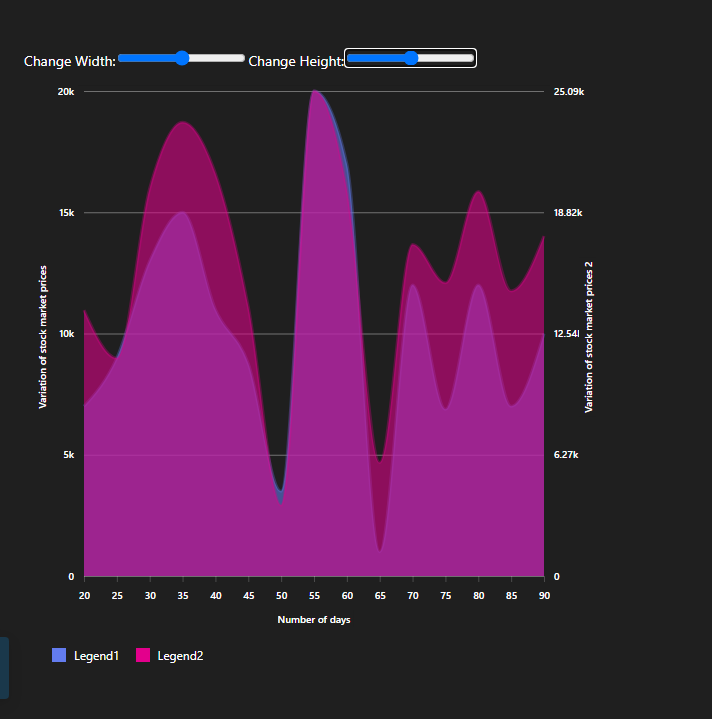 Change Width: Change Height:
20k 25.09k
15k 18.82k
Variation of stock market prices
Variation of stock market prices 2
10k 12.54
5k 6.27k
0 0
20 25 30 35 40 45 50 55 60 65 70 75 80 85 90
Number of days
Legend1 Legend2